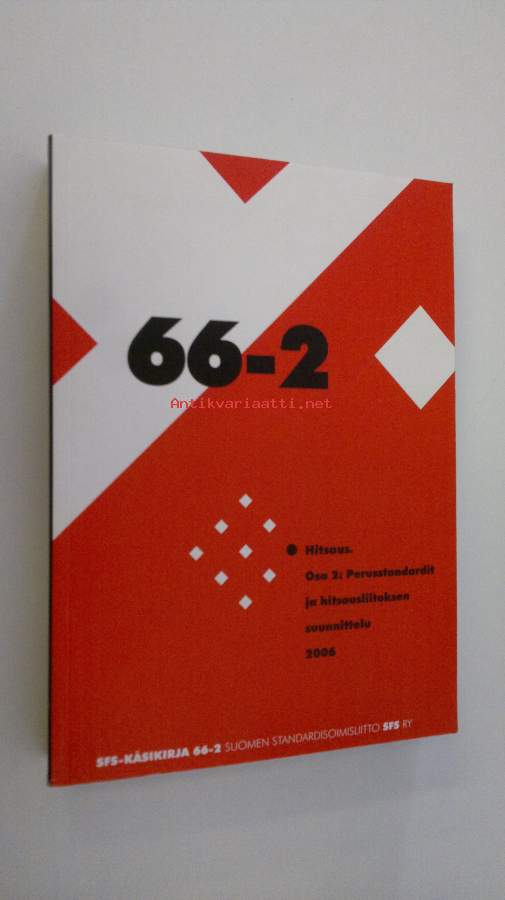 66-2
Antikvariaatti.net
Hitsaus.
Osa 2: Perusstandardit
ja hitsausliitoksen
suunnittelu
2006
SFS-KÄSIKIRJA 66-2 SUOMEN STANDARDISOIMISLIITTO SFS RY